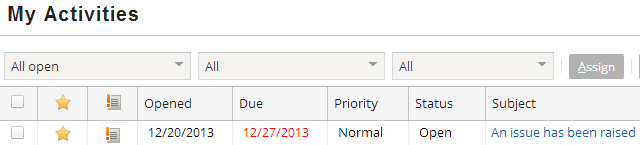 My Activities
All open All All Assign
Opened Due Priority Status Subject
12/20/2013 12/27/2013 Normal Open An issue has been raised